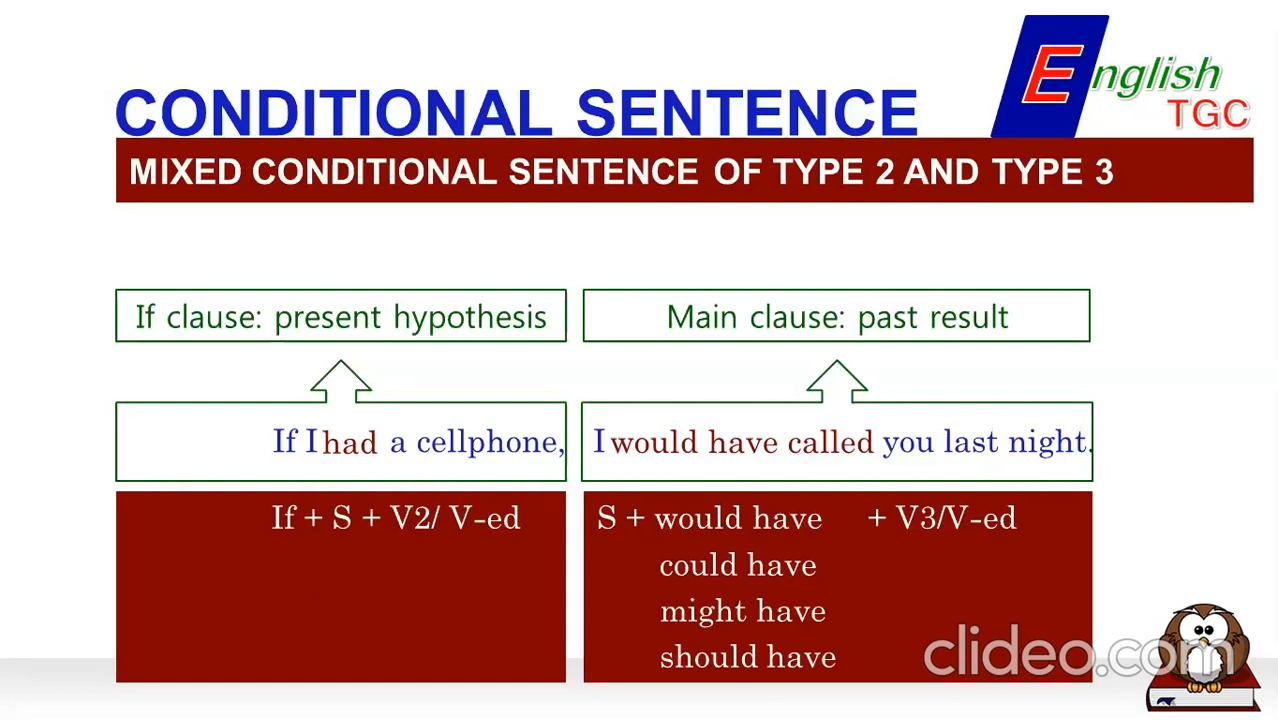 English
TGC
CONDITIONAL SENTENCE
MIXED CONDITIONAL SENTENCE OF TYPE 2 AND TYPE 3
If clause: present hypothesis
Main clause: past result
If I had a cellphone,
I would have called you last night.
If + S + V2/ V-ed
S + would have + V3/V-ed
could have
might have
should have
clideo.com